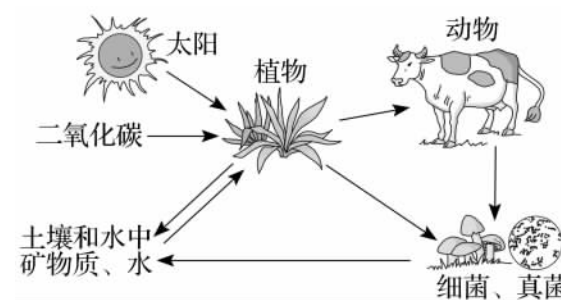 太阳
动物
植物
二氧化碳
土壤和水中
矿物质、水
细菌、真菌